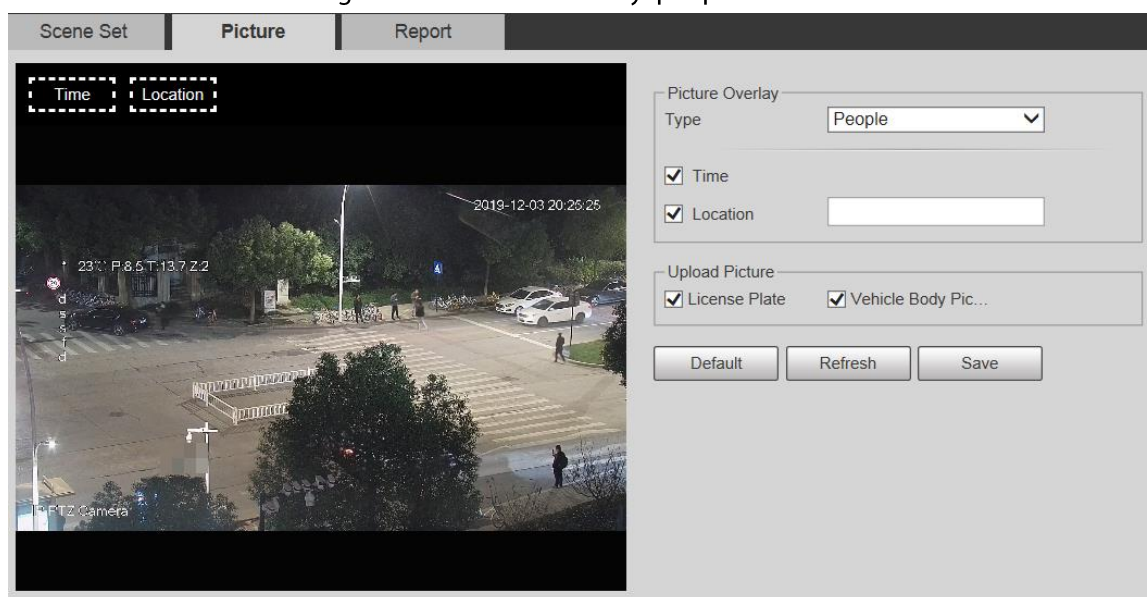 Scene Set Picture Report
Time Location
2019-12-03 20:25:25
23℃ P:8.5 T:13.7 Z:2
d
s
s
f
d
IP PTZ Camera
Picture Overlay
Type People
Time
Location
Upload Picture
License Plate Vehicle Body Pic...
Default Refresh Save